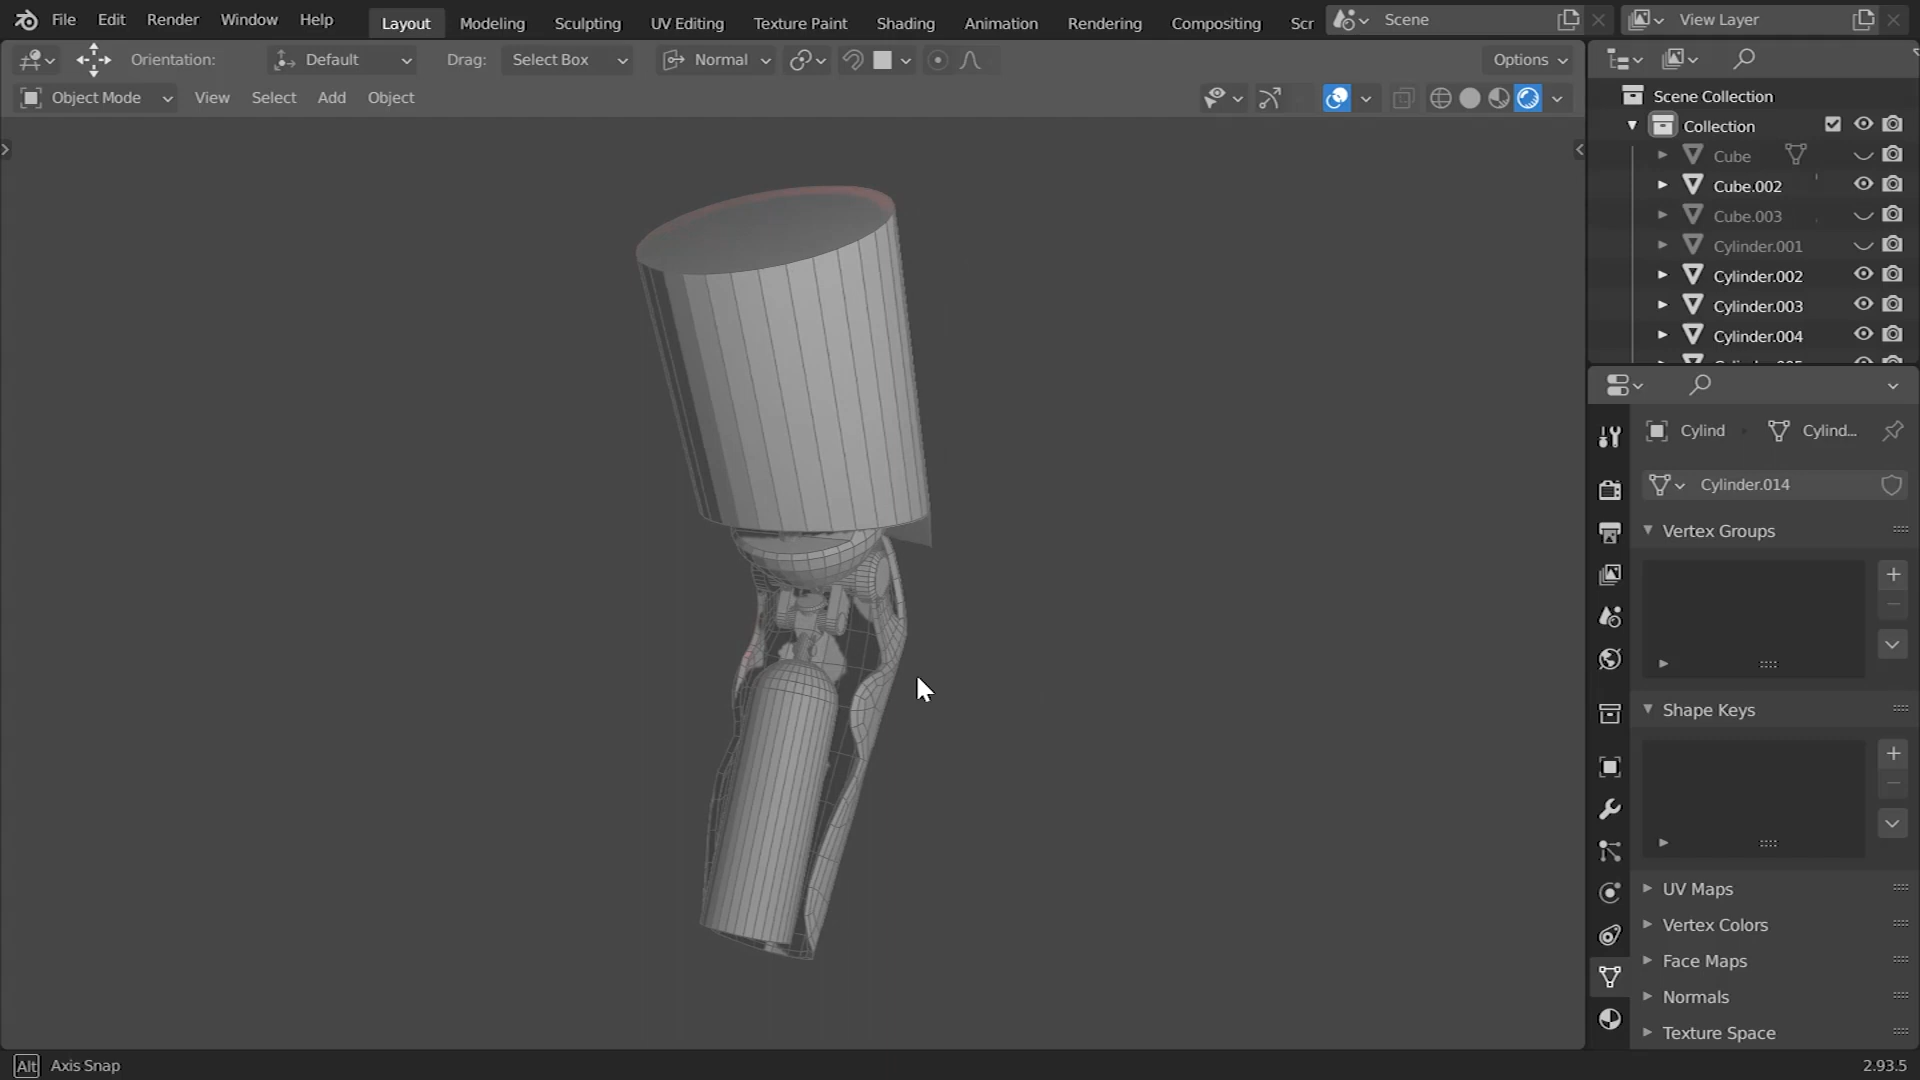 File Edit Render Window Help Layout Modeling Sculpting UV Editing Texture Paint Shading Animation Rendering Compositing Scr Scene View Layer
Orientation: Default Drag: Select Box Normal Options
Object Mode View Select Add Object
Scene Collection
Collection
Cube
Cube.002
Cube.003
Cylinder.001
Cylinder.002
Cylinder.003
Cylinder.004
Cylind Cylind...
Cylinder.014
Vertex Groups
Shape Keys
UV Maps
Vertex Colors
Face Maps
Normals
Texture Space
Alt Axis Snap 2.93.5